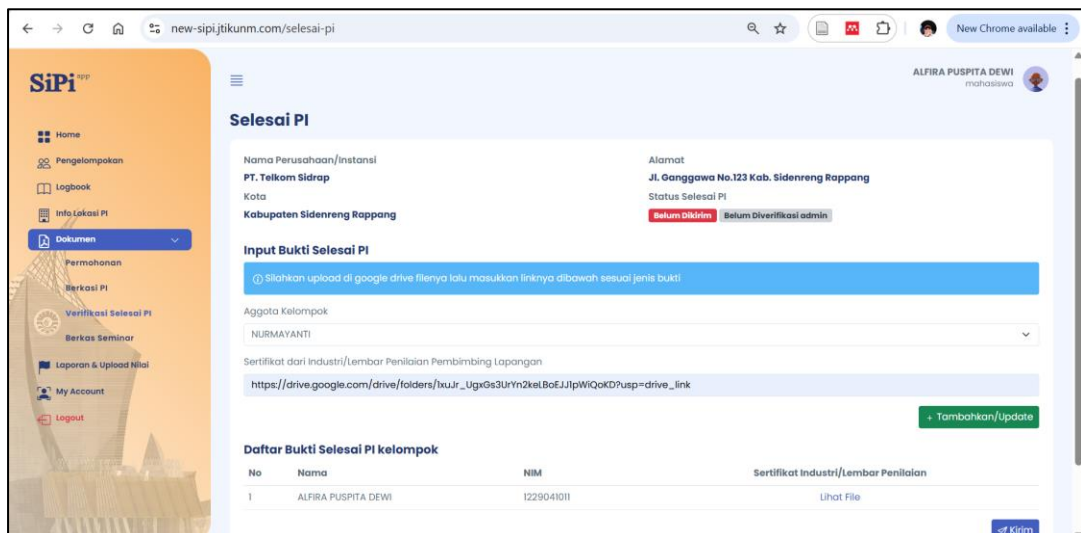 new-sipi.jtikunm.com/selesai-pi
New Chrome available
SiPi app
ALFIRA PUSPITA DEWI
mahasiswa
Home
Pengelompokan
Logbook
Info Lokasi PI
Dokumen
Permohonan
Berkasi PI
Verifikasi Selesai PI
Berkas Seminar
Laporan & Upload Nilai
My Account
Logout
Selesai PI
Nama Perusahaan/Instansi
PT. Telkom Sidrap
Alamat
Jl. Ganggawa No.123 Kab. Sidenreng Rappang
Kota
Kabupaten Sidenreng Rappang
Status Selesai PI
Belum Dikirim Belum Diverifikasi admin
Input Bukti Selesai PI
Silahkan upload di google drive filenya lalu masukkan linknya dibawah sesuai jenis bukti
Aggota Kelompok
NURMAYANTI
Sertifikat dari Industri/Lembar Penilaian Pembimbing Lapangan
https://drive.google.com/drive/folders/1xuJr_UgxGs3UrYn2keLBoEJJ1pWiQoKD?usp=drive_link
+ Tambahkan/Update
Daftar Bukti Selesai PI kelompok
No Nama NIM Sertifikat Industri/Lembar Penilaian
1 ALFIRA PUSPITA DEWI 1229041011 Lihat File
Kirim